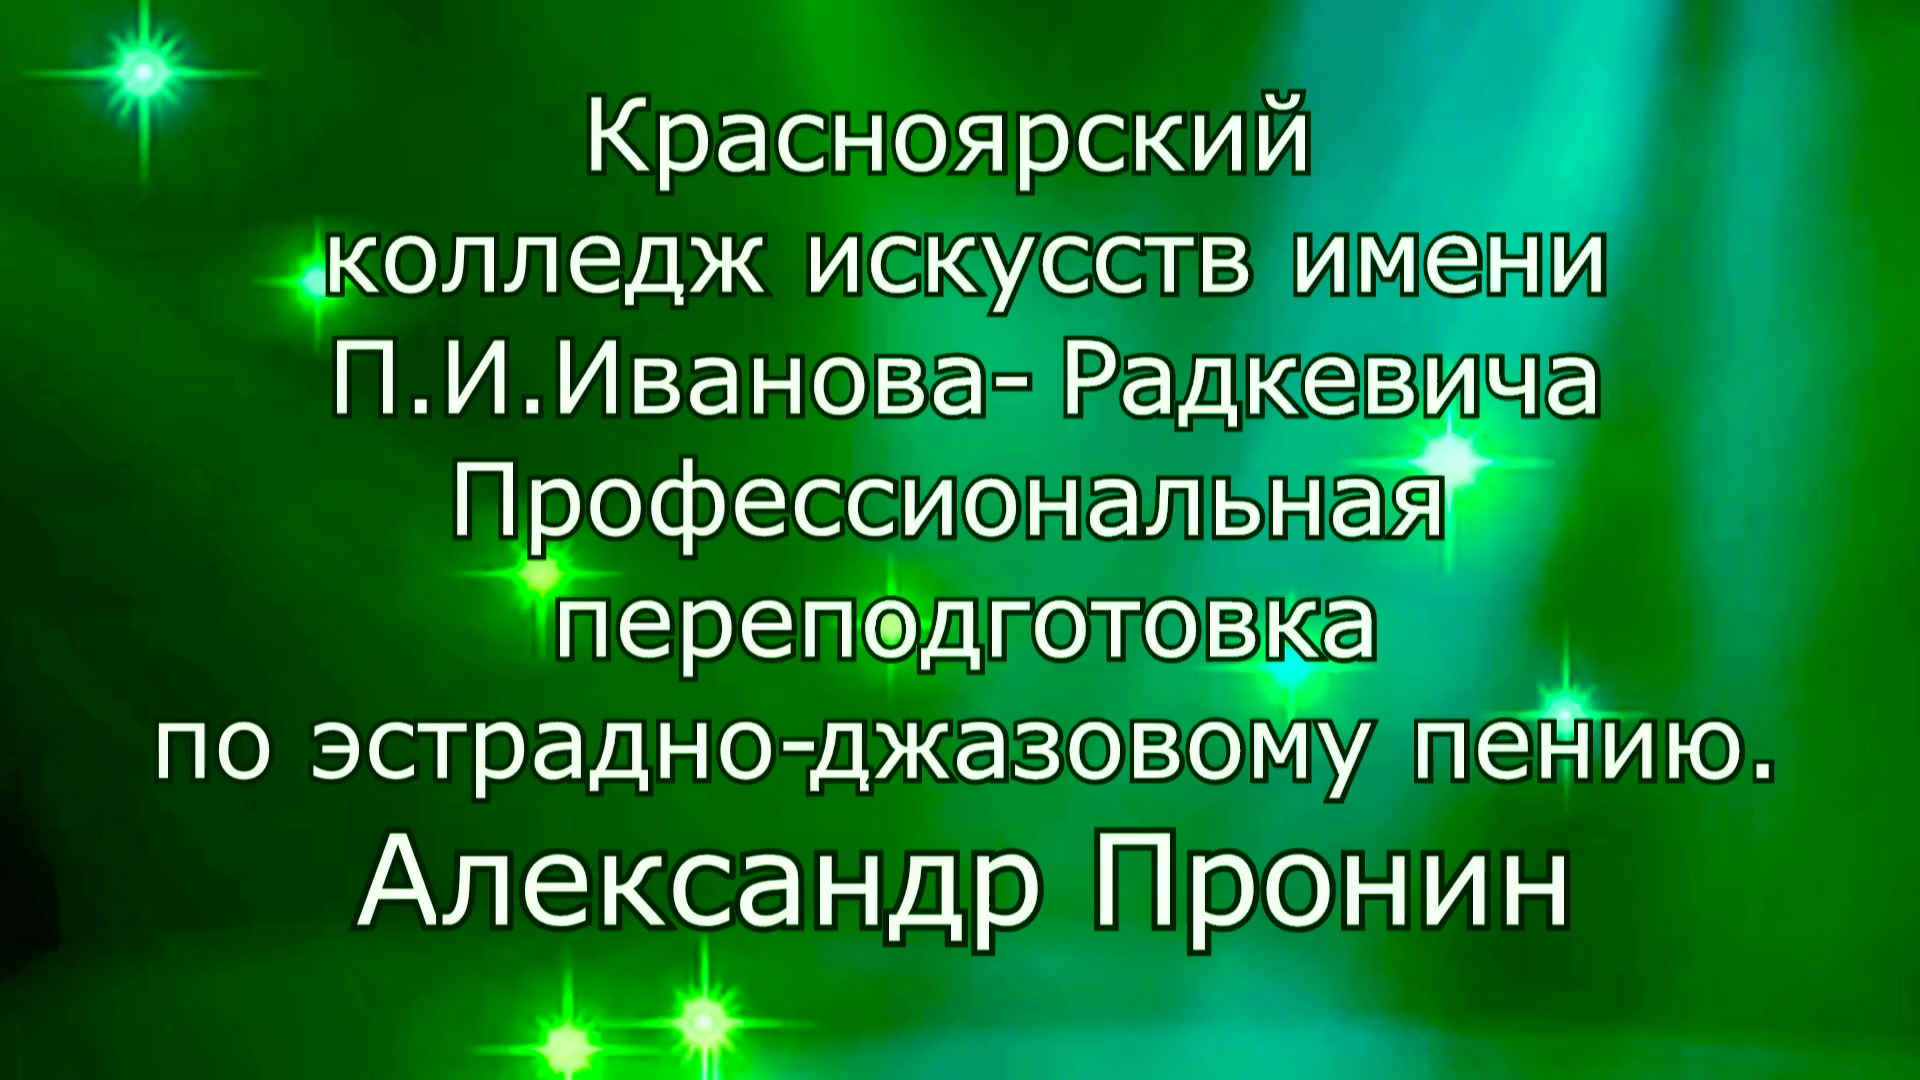 Красноярский
колледж искусств имени
П.И.Иванова- Радкевича
Профессиональная
переподготовка
по эстрадно-джазовому пению.
Александр Пронин